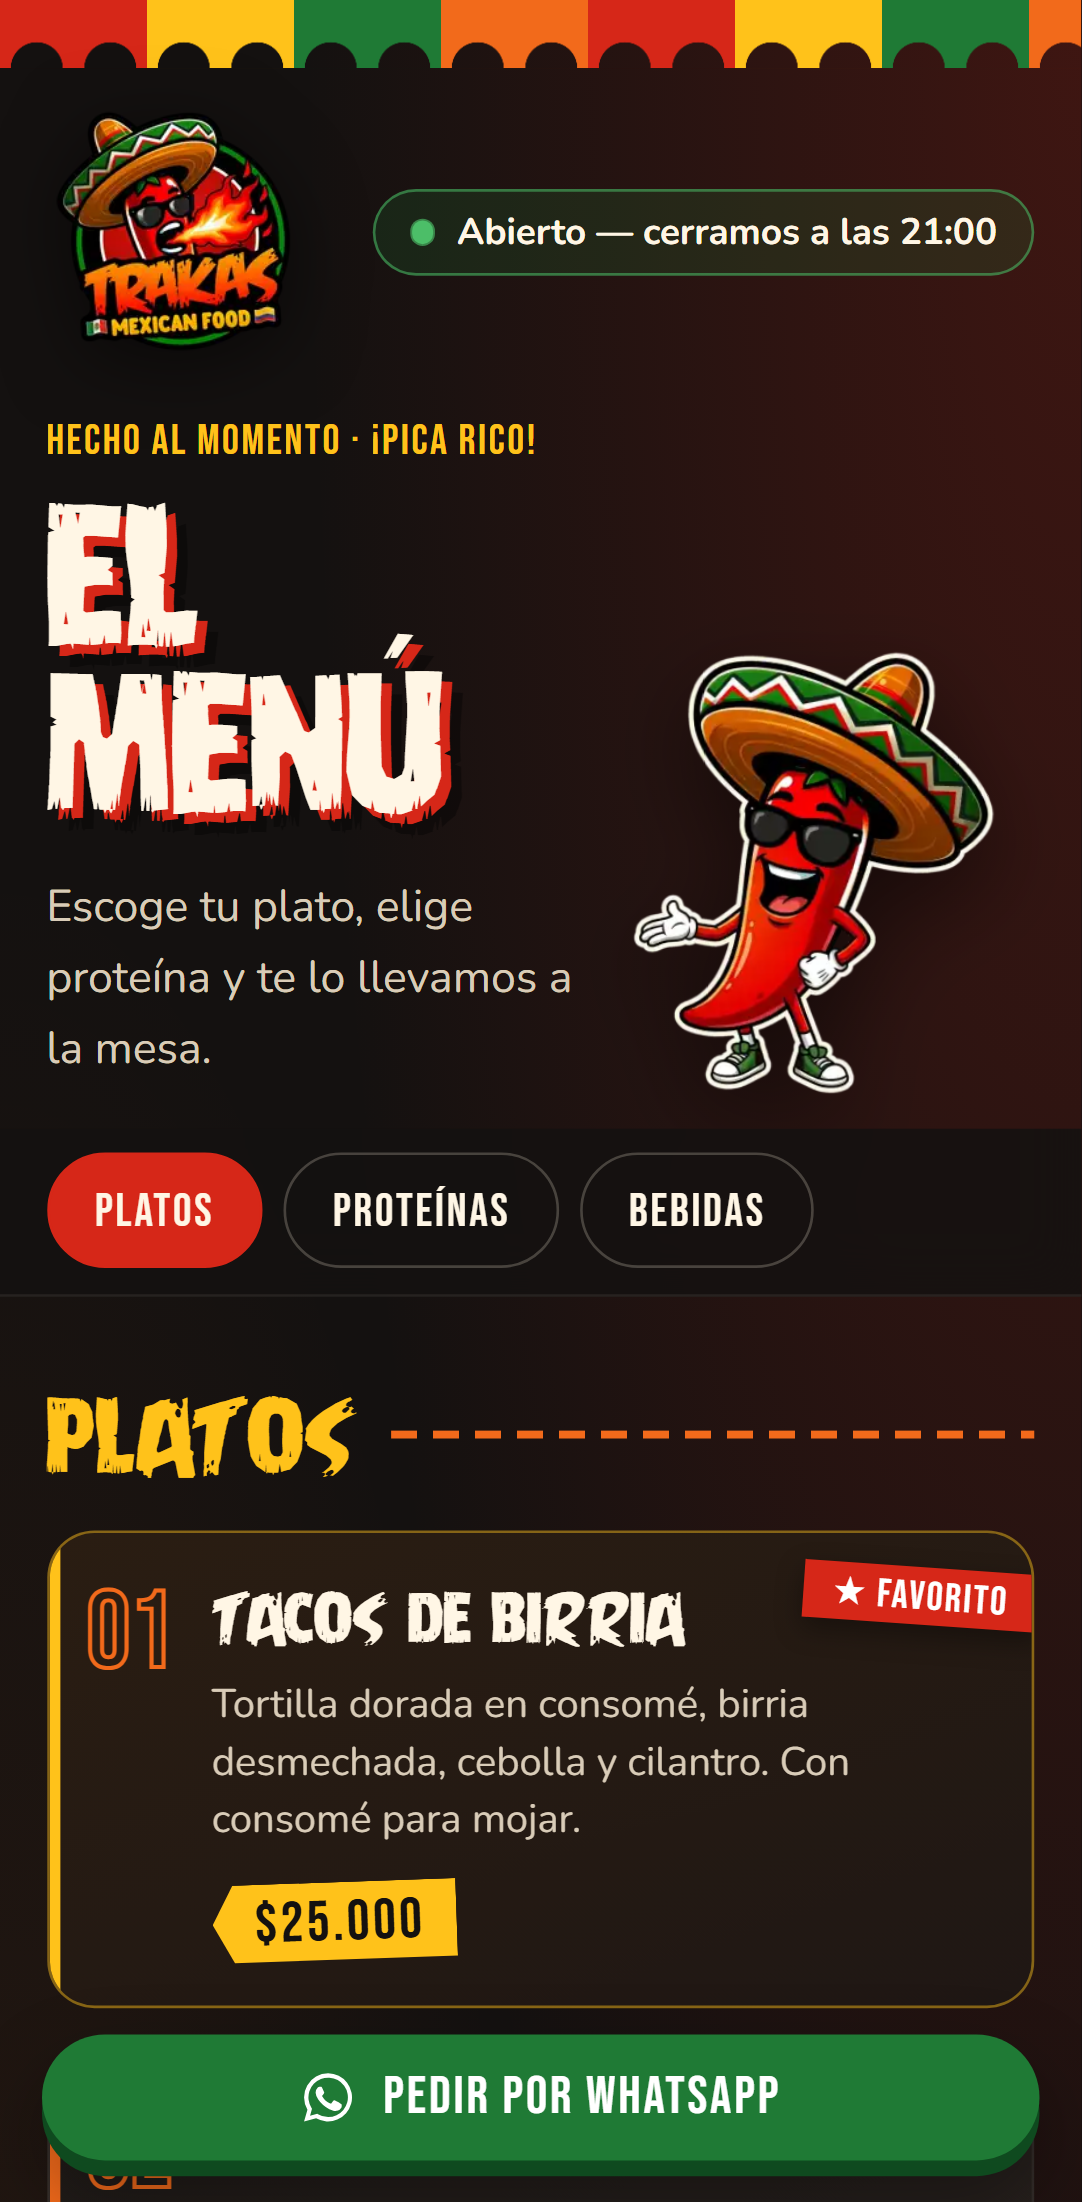 TRAKAS
MEXICAN FOOD
Abierto — cerramos a las 21:00
HECHO AL MOMENTO · ¡PICA RICO!
EL
MENÚ
Escoge tu plato, elige
proteína y te lo llevamos a
la mesa.
PLATOS
PROTEÍNAS
BEBIDAS
PLATOS
01
TACOS DE BIRRIA
★ FAVORITO
Tortilla dorada en consomé, birria
desmechada, cebolla y cilantro. Con
consomé para mojar.
$25.000
PEDIR POR WHATSAPP